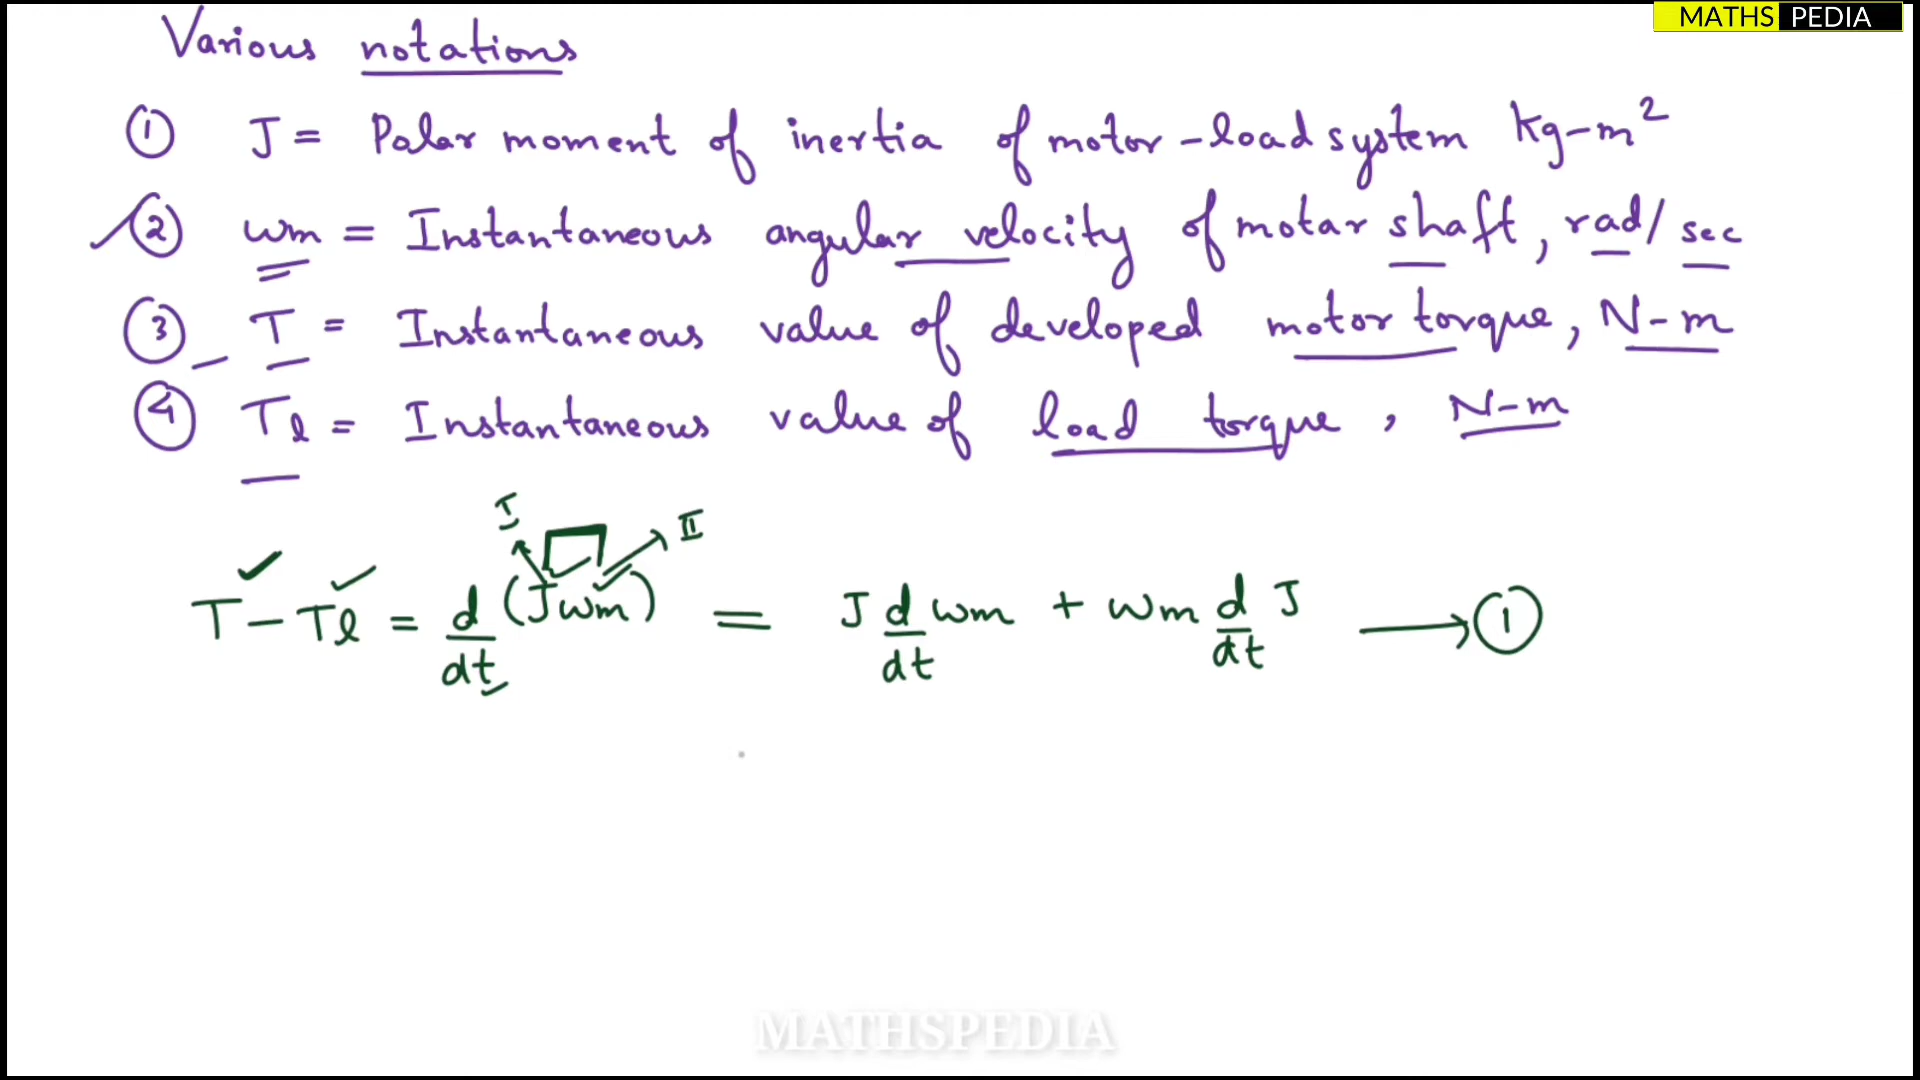 MATHS PEDIA
Various notations
① J = Polar moment of inertia of motor-load system Kg-m²
② wm = Instantaneous angular velocity of motar shaft, rad/sec
③ T = Instantaneous value of developed motor torque, N-m
④ Tl = Instantaneous value of load torque, N-m
I II
T - Tl = d/dt (Jwm) = J d/dt wm + wm d/dt J → ①
MATHSPEDIA